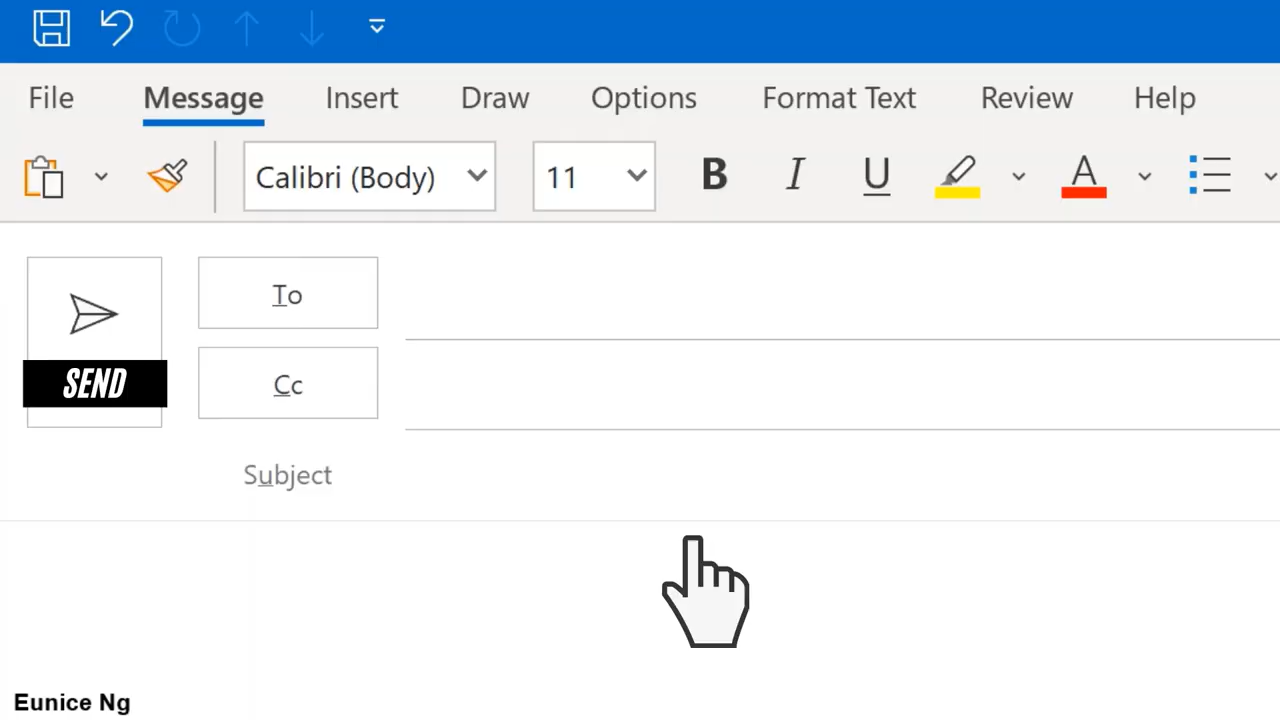 File Message Insert Draw Options Format Text Review Help
Calibri (Body) 11 B I U A
To
SEND
Cc
Subject
Eunice Ng